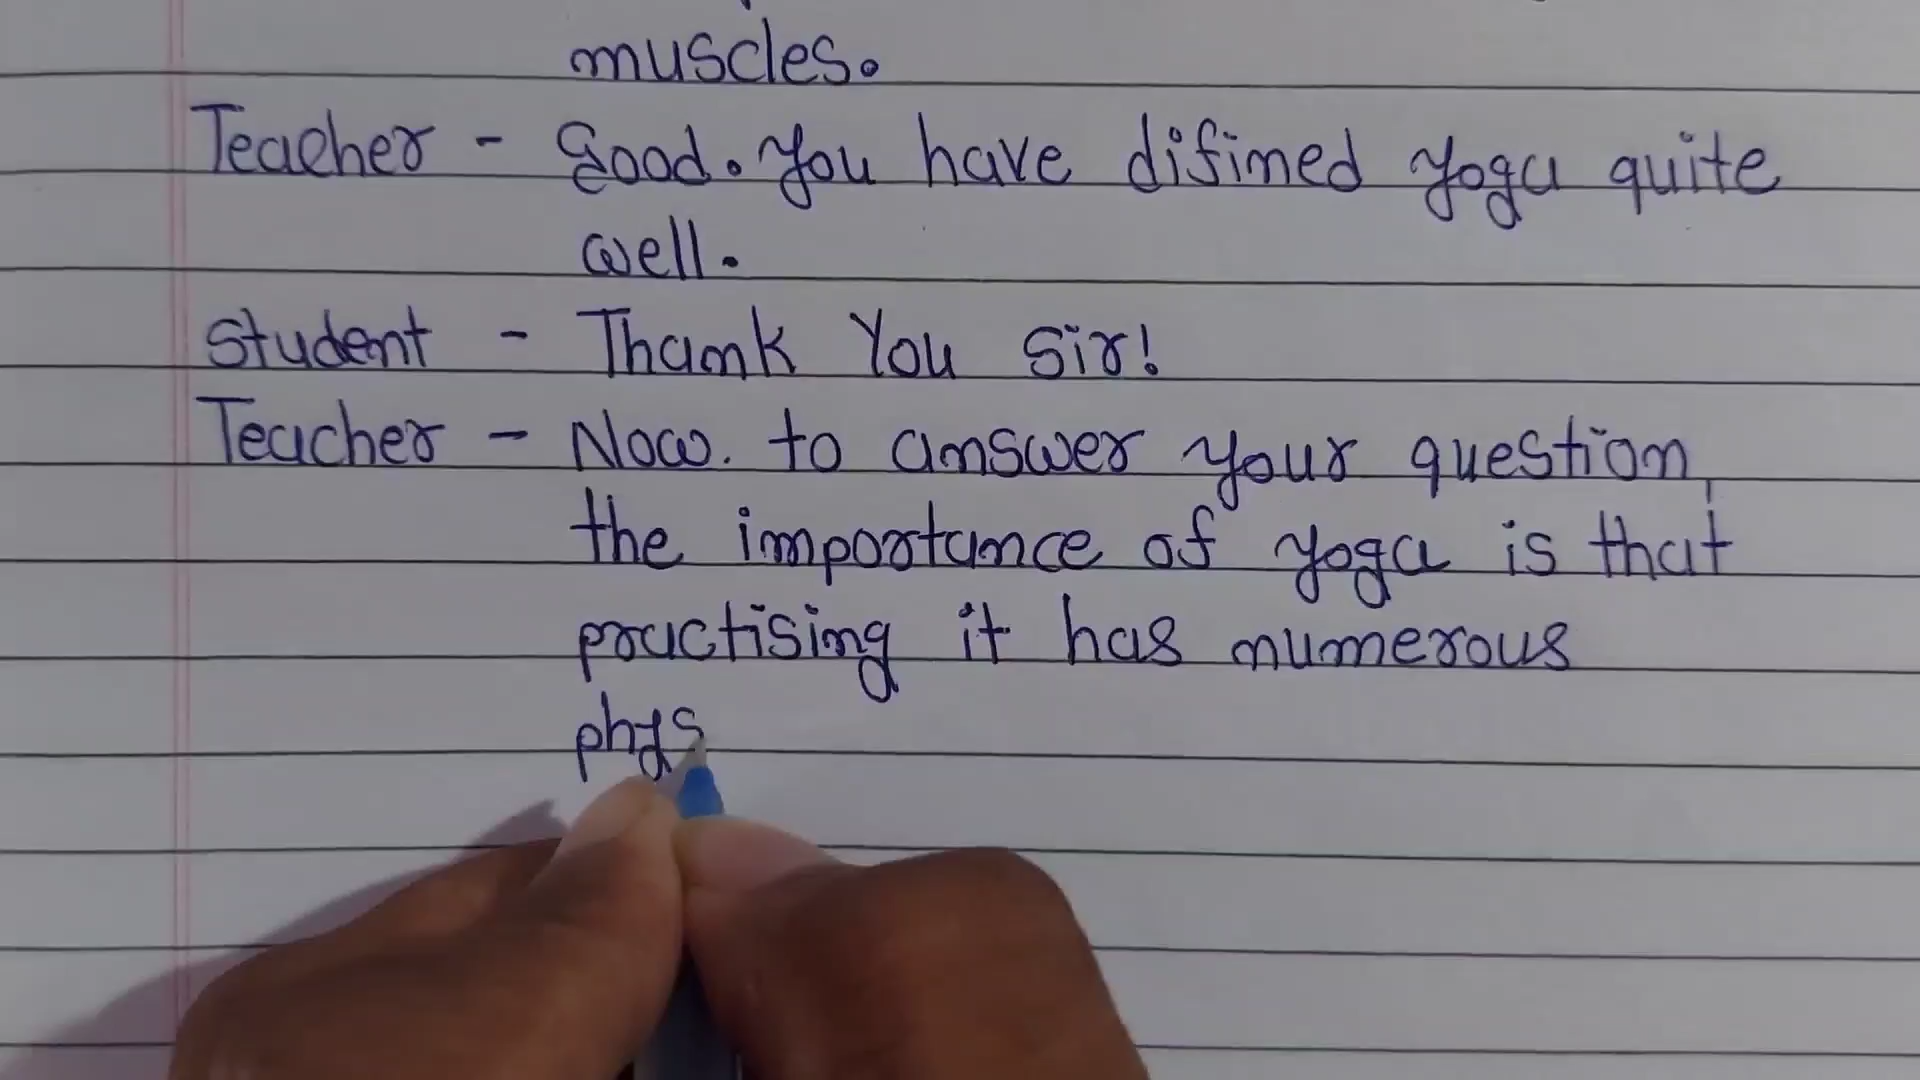 muscles.
Teacher - Good. You have difined yoga quite
well.
Student - Thank You Sir!
Teacher - Now. to answer your question,
the importance of yoga is that
practising it has numerous
phys